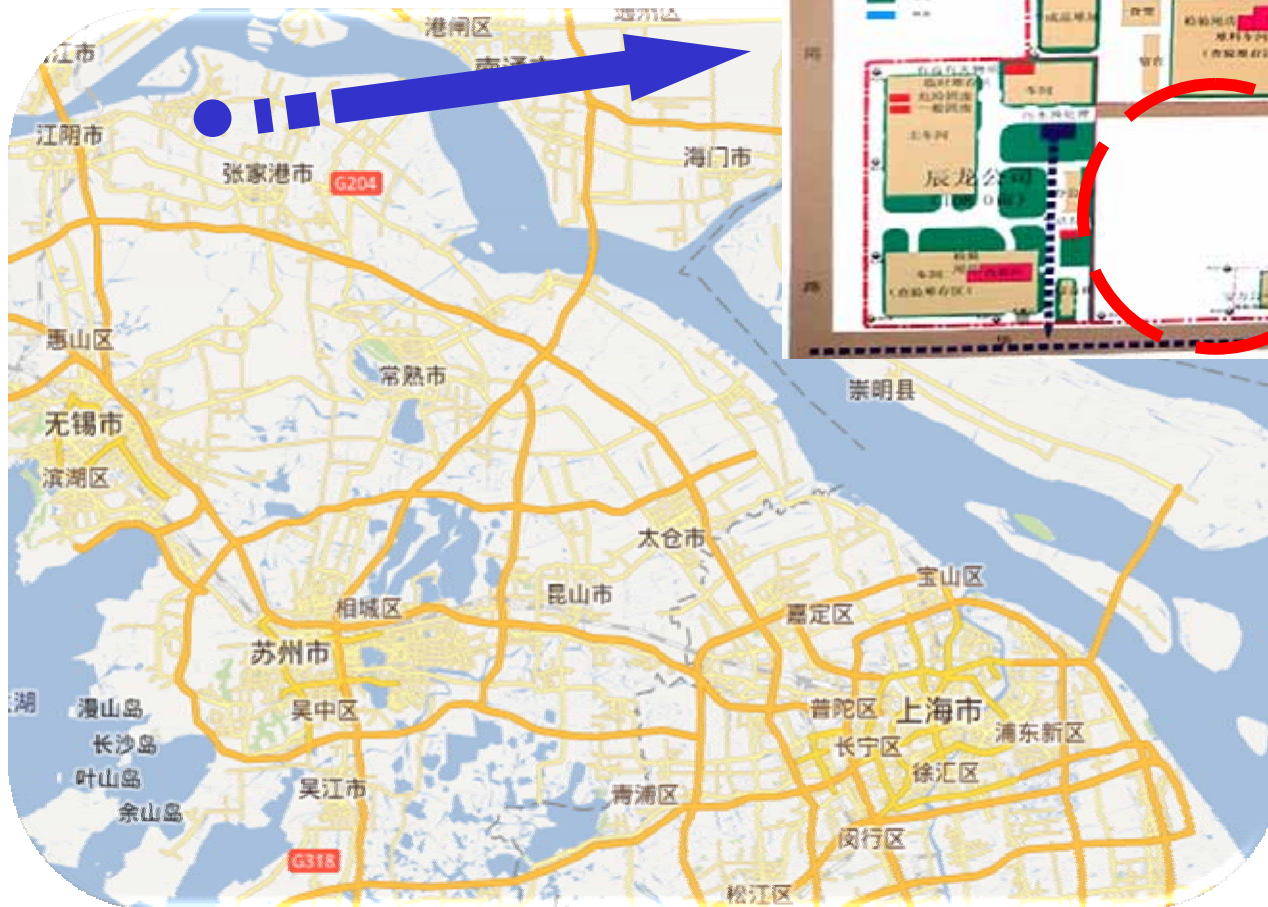 港闸区
江阴市
张家港市
G204
海门市
惠山区
常熟市
无锡市
滨湖区
崇明县
太仓市
宝山区
昆山市
相城区
嘉定区
苏州市
漫山岛
吴中区
普陀区
上海市
长沙岛
长宁区
浦东新区
叶山岛
徐汇区
吴江市
青浦区
余山岛
闵行区
G318
松江区
车间
主车间
辰龙公司
车间
路